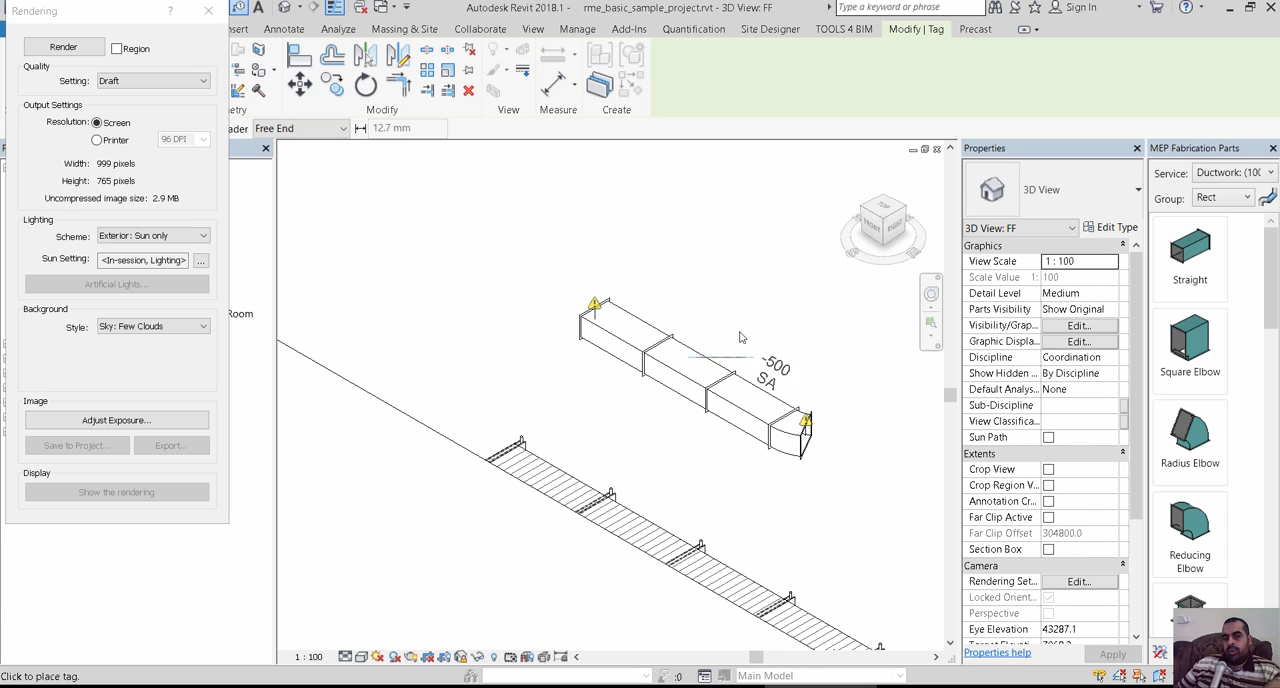 Rendering
?
Autodesk Revit 2018.1 -
rme_basic_sample_project.rvt - 3D View: FF
Type a keyword or phrase
Sign In
nsert
Annotate
Analyze
Massing & Site
Collaborate
View
Manage
Add-Ins
Quantification
Site Designer
TOOLS 4 BIM
Modify | Tag
Precast
Render
Region
Quality
Setting:
Draft
Output Settings
Resolution:
Screen
Printer
96 DPI
Width:
999 pixels
Height:
765 pixels
Uncompressed image size: 2.9 MB
Lighting
Scheme:
Exterior: Sun only
Sun Setting:
<In-session, Lighting>
...
Artificial Lights...
Background
Style:
Sky: Few Clouds
Image
Adjust Exposure...
Save to Project...
Export...
Display
Show the rendering
metry
Modify
View
Measure
Create
ader
Free End
12.7 mm
Room
-500
SA
TOP
FRONT
RIGHT
Properties
3D View
3D View: FF
Edit Type
Graphics
View Scale
1 : 100
Scale Value 1:
100
Detail Level
Medium
Parts Visibility
Show Original
Visibility/Grap...
Edit...
Graphic Displa...
Edit...
Discipline
Coordination
Show Hidden ...
By Discipline
Default Analys...
None
Sub-Discipline
View Classifica...
Sun Path
Extents
Crop View
Crop Region V...
Annotation Cr...
Far Clip Active
Far Clip Offset
304800.0
Section Box
Camera
Rendering Set...
Edit...
Locked Orient...
Perspective
Eye Elevation
43287.1
Properties help
Apply
MEP Fabrication Parts
Service:
Ductwork: (100
Group:
Rect
Straight
Square Elbow
Radius Elbow
Reducing
Elbow
1 : 100
Click to place tag.
:0
Main Model